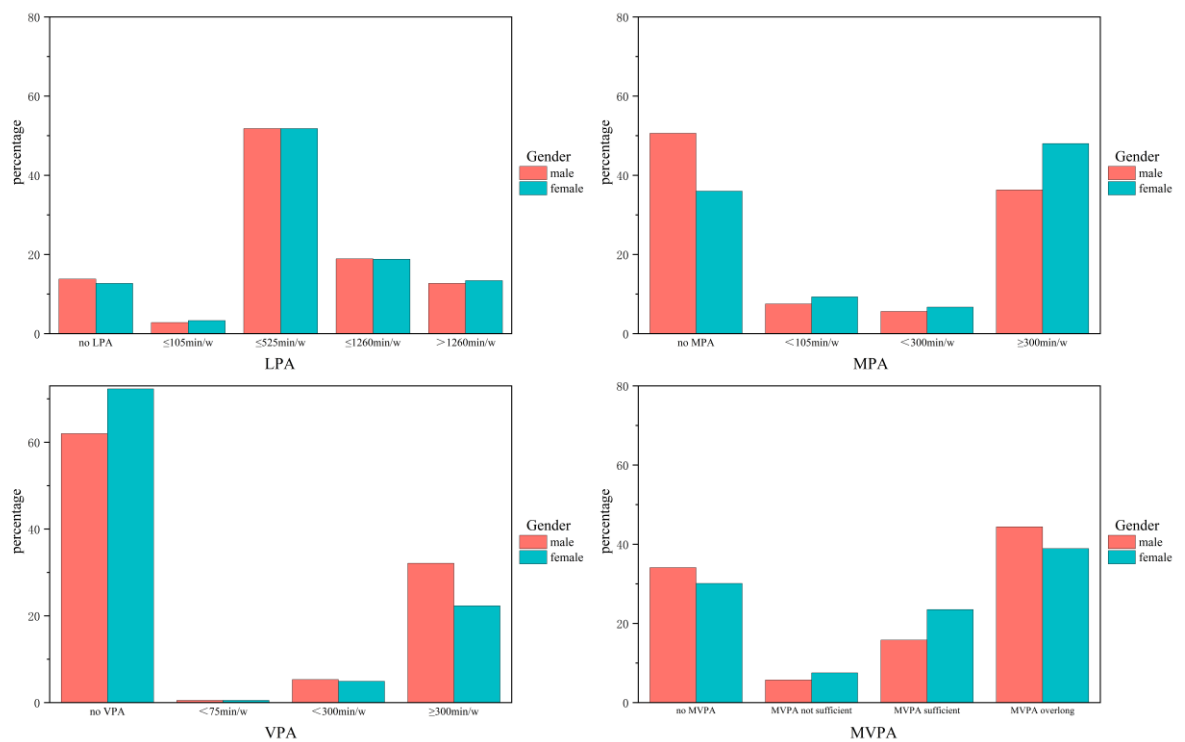 80
60
40
20
0
percentage
no LPA ≤105min/w ≤525min/w ≤1260min/w >1260min/w
LPA
Gender
male
female
80
60
40
20
0
percentage
no MPA <105min/w <300min/w ≥300min/w
MPA
Gender
male
female
60
40
20
0
percentage
no VPA <75min/w <300min/w ≥300min/w
VPA
Gender
male
female
80
60
40
20
0
percentage
no MVPA MVPA not sufficient MVPA sufficient MVPA overlong
MVPA
Gender
male
female